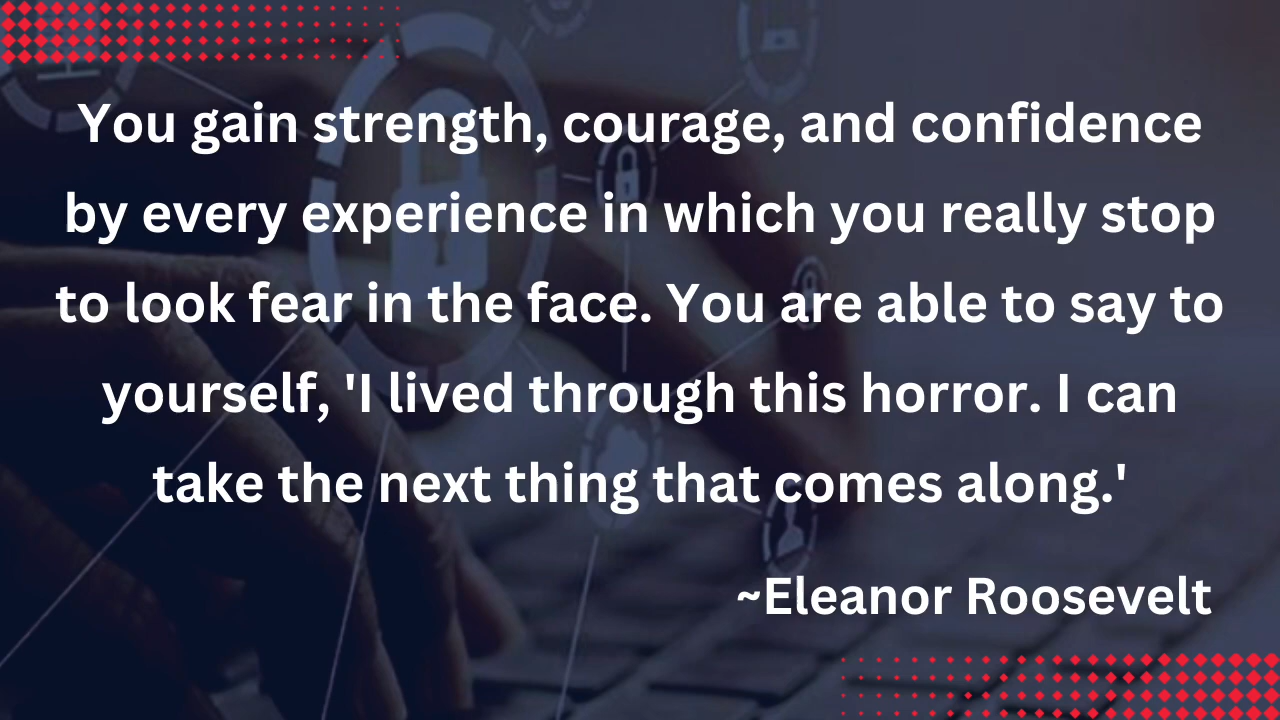 You gain strength, courage, and confidence
by every experience in which you really stop
to look fear in the face. You are able to say to
yourself, 'I lived through this horror. I can
take the next thing that comes along.'
~Eleanor Roosevelt